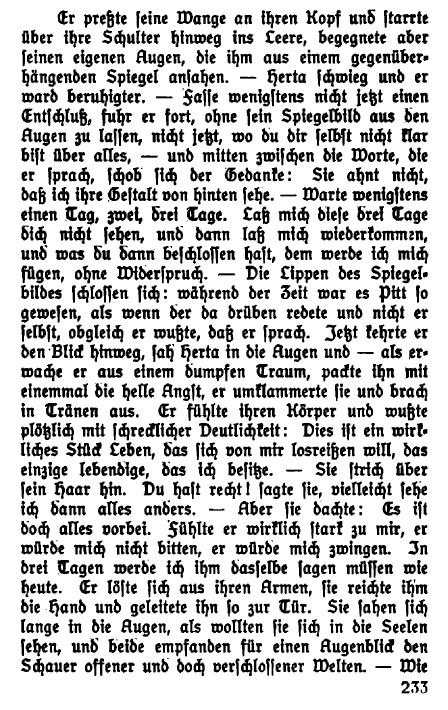 Er preßte seine Wange an ihren Kopf und starrte
über ihre Schulter hinweg ins Leere, begegnete aber
seinen eigenen Augen, die ihm aus einem gegenüber-
hängenden Spiegel ansahen. — Herta schwieg und er
ward beruhigter. — Fasse wenigstens nicht jetzt einen
Entschluß, fuhr er fort, ohne sein Spiegelbild aus den
Augen zu lassen, nicht jetzt, wo du dir selbst nicht klar
bist über alles, — und mitten zwischen die Worte, die
er sprach, schob sich der Gedanke: Sie ahnt nicht,
daß ich ihre Gestalt von hinten sehe. — Warte wenigstens
einen Tag, zwei, drei Tage. Laß mich diese drei Tage
dich nicht sehen, und dann laß mich wiederkommen,
und was du dann beschlossen hast, dem werde ich mich
fügen, ohne Widerspruch. — Die Lippen des Spiegel-
bildes schlossen sich: während der Zeit war es Pitt so
gewesen, als wenn der da drüben redete und nicht er
selbst, obgleich er wußte, daß er sprach. Jetzt kehrte er
den Blick hinweg, sah Herta in die Augen und — als er-
wache er aus einem dumpfen Traum, packte ihn mit
einemmal die helle Angst, er umklammerte sie und brach
in Tränen aus. Er fühlte ihren Körper und wußte
plötzlich mit schrecklicher Deutlichkeit: Dies ist ein wirk-
liches Stück Leben, das sich von mir losreißen will, das
einzige lebendige, das ich besitze. — Sie strich über
sein Haar hin. Du hast recht! sagte sie, vielleicht sehe
ich dann alles anders. — Aber sie dachte: Es ist
doch alles vorbei. Fühlte er wirklich stark zu mir, er
würde mich nicht bitten, er würde mich zwingen. In
drei Tagen werde ich ihm dasselbe sagen müssen wie
heute. Er löste sich aus ihren Armen, sie reichte ihm
die Hand und geleitete ihn so zur Tür. Sie sahen sich
lange in die Augen, als wollten sie sich in die Seelen
sehen, und beide empfanden für einen Augenblick den
Schauer offener und doch verschlossener Welten. — Wie
233